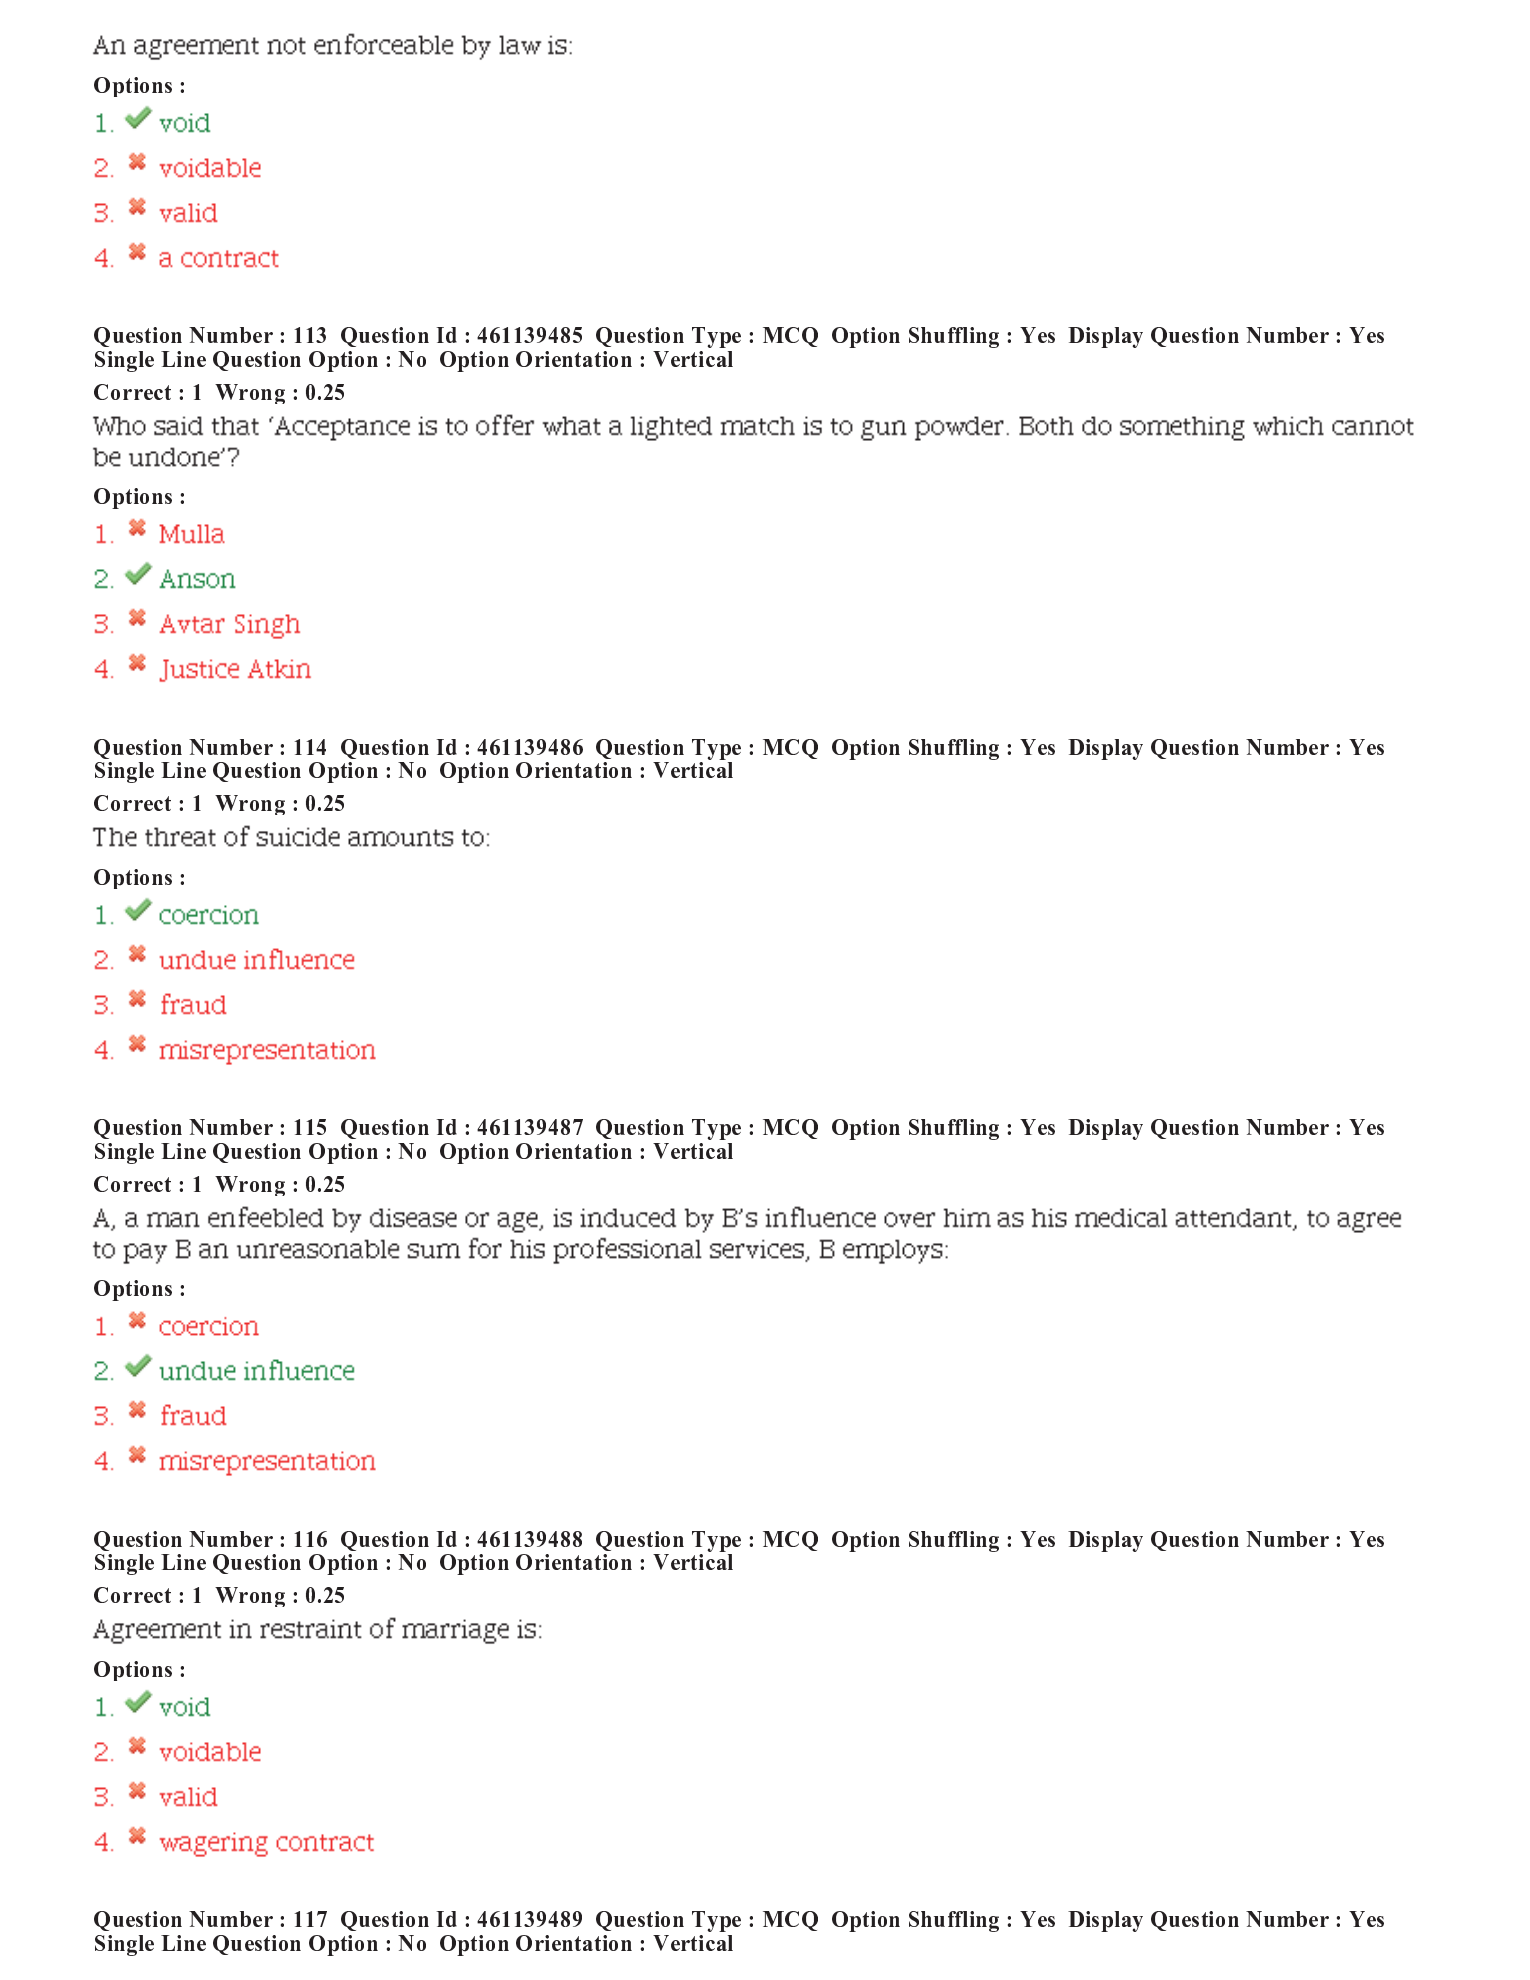 An agreement not enforceable by law is:
Options :
1. void
2. voidable
3. valid
4. a contract
Question Number : 113 Question Id : 461139485 Question Type : MCQ Option Shuffling : Yes Display Question Number : Yes
Single Line Question Option : No Option Orientation : Vertical
Correct : 1 Wrong : 0.25
Who said that ‘Acceptance is to offer what a lighted match is to gun powder. Both do something which cannot
be undone’?
Options :
1. Mulla
2. Anson
3. Avtar Singh
4. Justice Atkin
Question Number : 114 Question Id : 461139486 Question Type : MCQ Option Shuffling : Yes Display Question Number : Yes
Single Line Question Option : No Option Orientation : Vertical
Correct : 1 Wrong : 0.25
The threat of suicide amounts to:
Options :
1. coercion
2. undue influence
3. fraud
4. misrepresentation
Question Number : 115 Question Id : 461139487 Question Type : MCQ Option Shuffling : Yes Display Question Number : Yes
Single Line Question Option : No Option Orientation : Vertical
Correct : 1 Wrong : 0.25
A, a man enfeebled by disease or age, is induced by B’s influence over him as his medical attendant, to agree
to pay B an unreasonable sum for his professional services, B employs:
Options :
1. coercion
2. undue influence
3. fraud
4. misrepresentation
Question Number : 116 Question Id : 461139488 Question Type : MCQ Option Shuffling : Yes Display Question Number : Yes
Single Line Question Option : No Option Orientation : Vertical
Correct : 1 Wrong : 0.25
Agreement in restraint of marriage is:
Options :
1. void
2. voidable
3. valid
4. wagering contract
Question Number : 117 Question Id : 461139489 Question Type : MCQ Option Shuffling : Yes Display Question Number : Yes
Single Line Question Option : No Option Orientation : Vertical